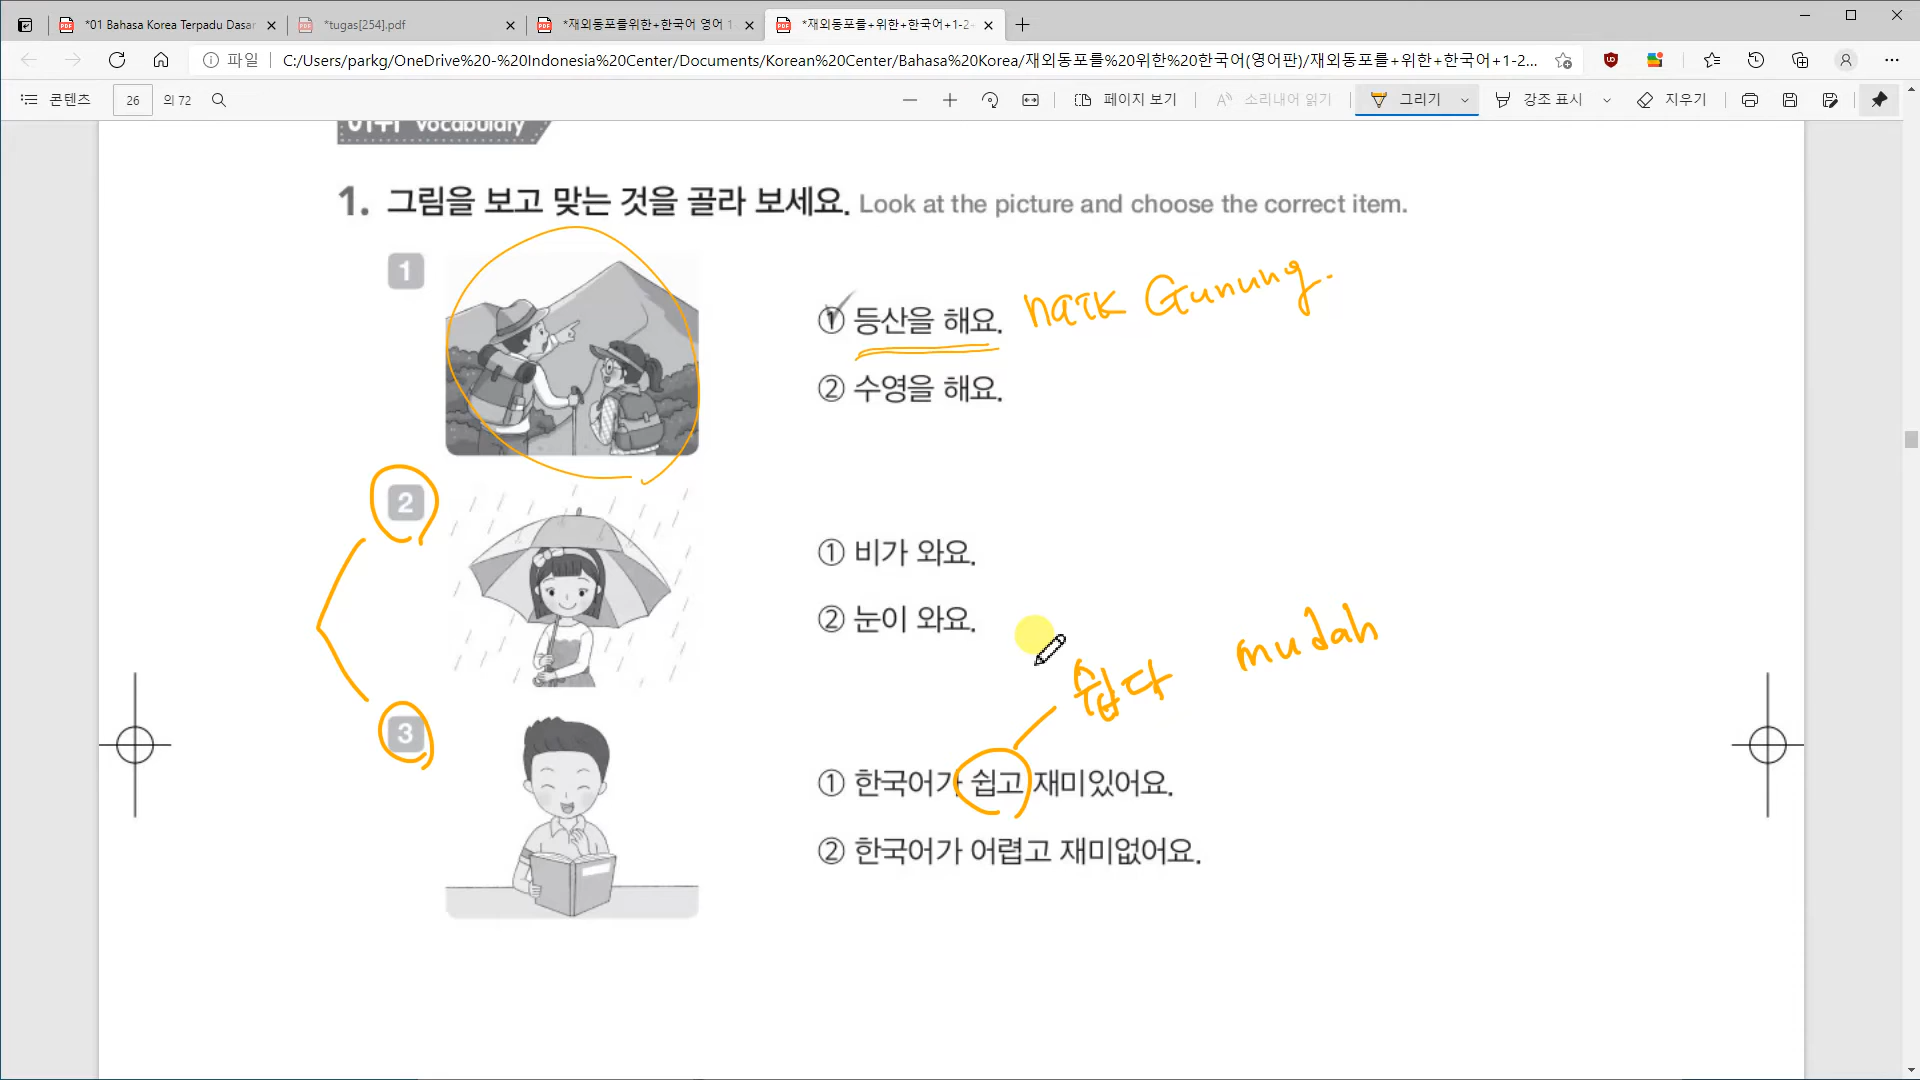 *01 Bahasa Korea Terpadu Dasar
*tugas[254].pdf
*재외동포를위한+한국어 영어 1
*재외동포를+위한+한국어+1-2-
파일
C:/Users/parkg/OneDrive%20-%20Indonesia%20Center/Documents/Korean%20Center/Bahasa%20Korea/재외동포를%20위한%20한국어(영어판)/재외동포를+위한+한국어+1-2...
콘텐츠
26
의 72
페이지 보기
소리내어 읽기
그리기
강조 표시
지우기
어휘 Vocabulary
1. 그림을 보고 맞는 것을 골라 보세요. Look at the picture and choose the correct item.
1
① 등산을 해요. naik Gunung.
② 수영을 해요.
2
① 비가 와요.
② 눈이 와요.
쉽다 mudah
3
① 한국어가 쉽고 재미있어요.
② 한국어가 어렵고 재미없어요.